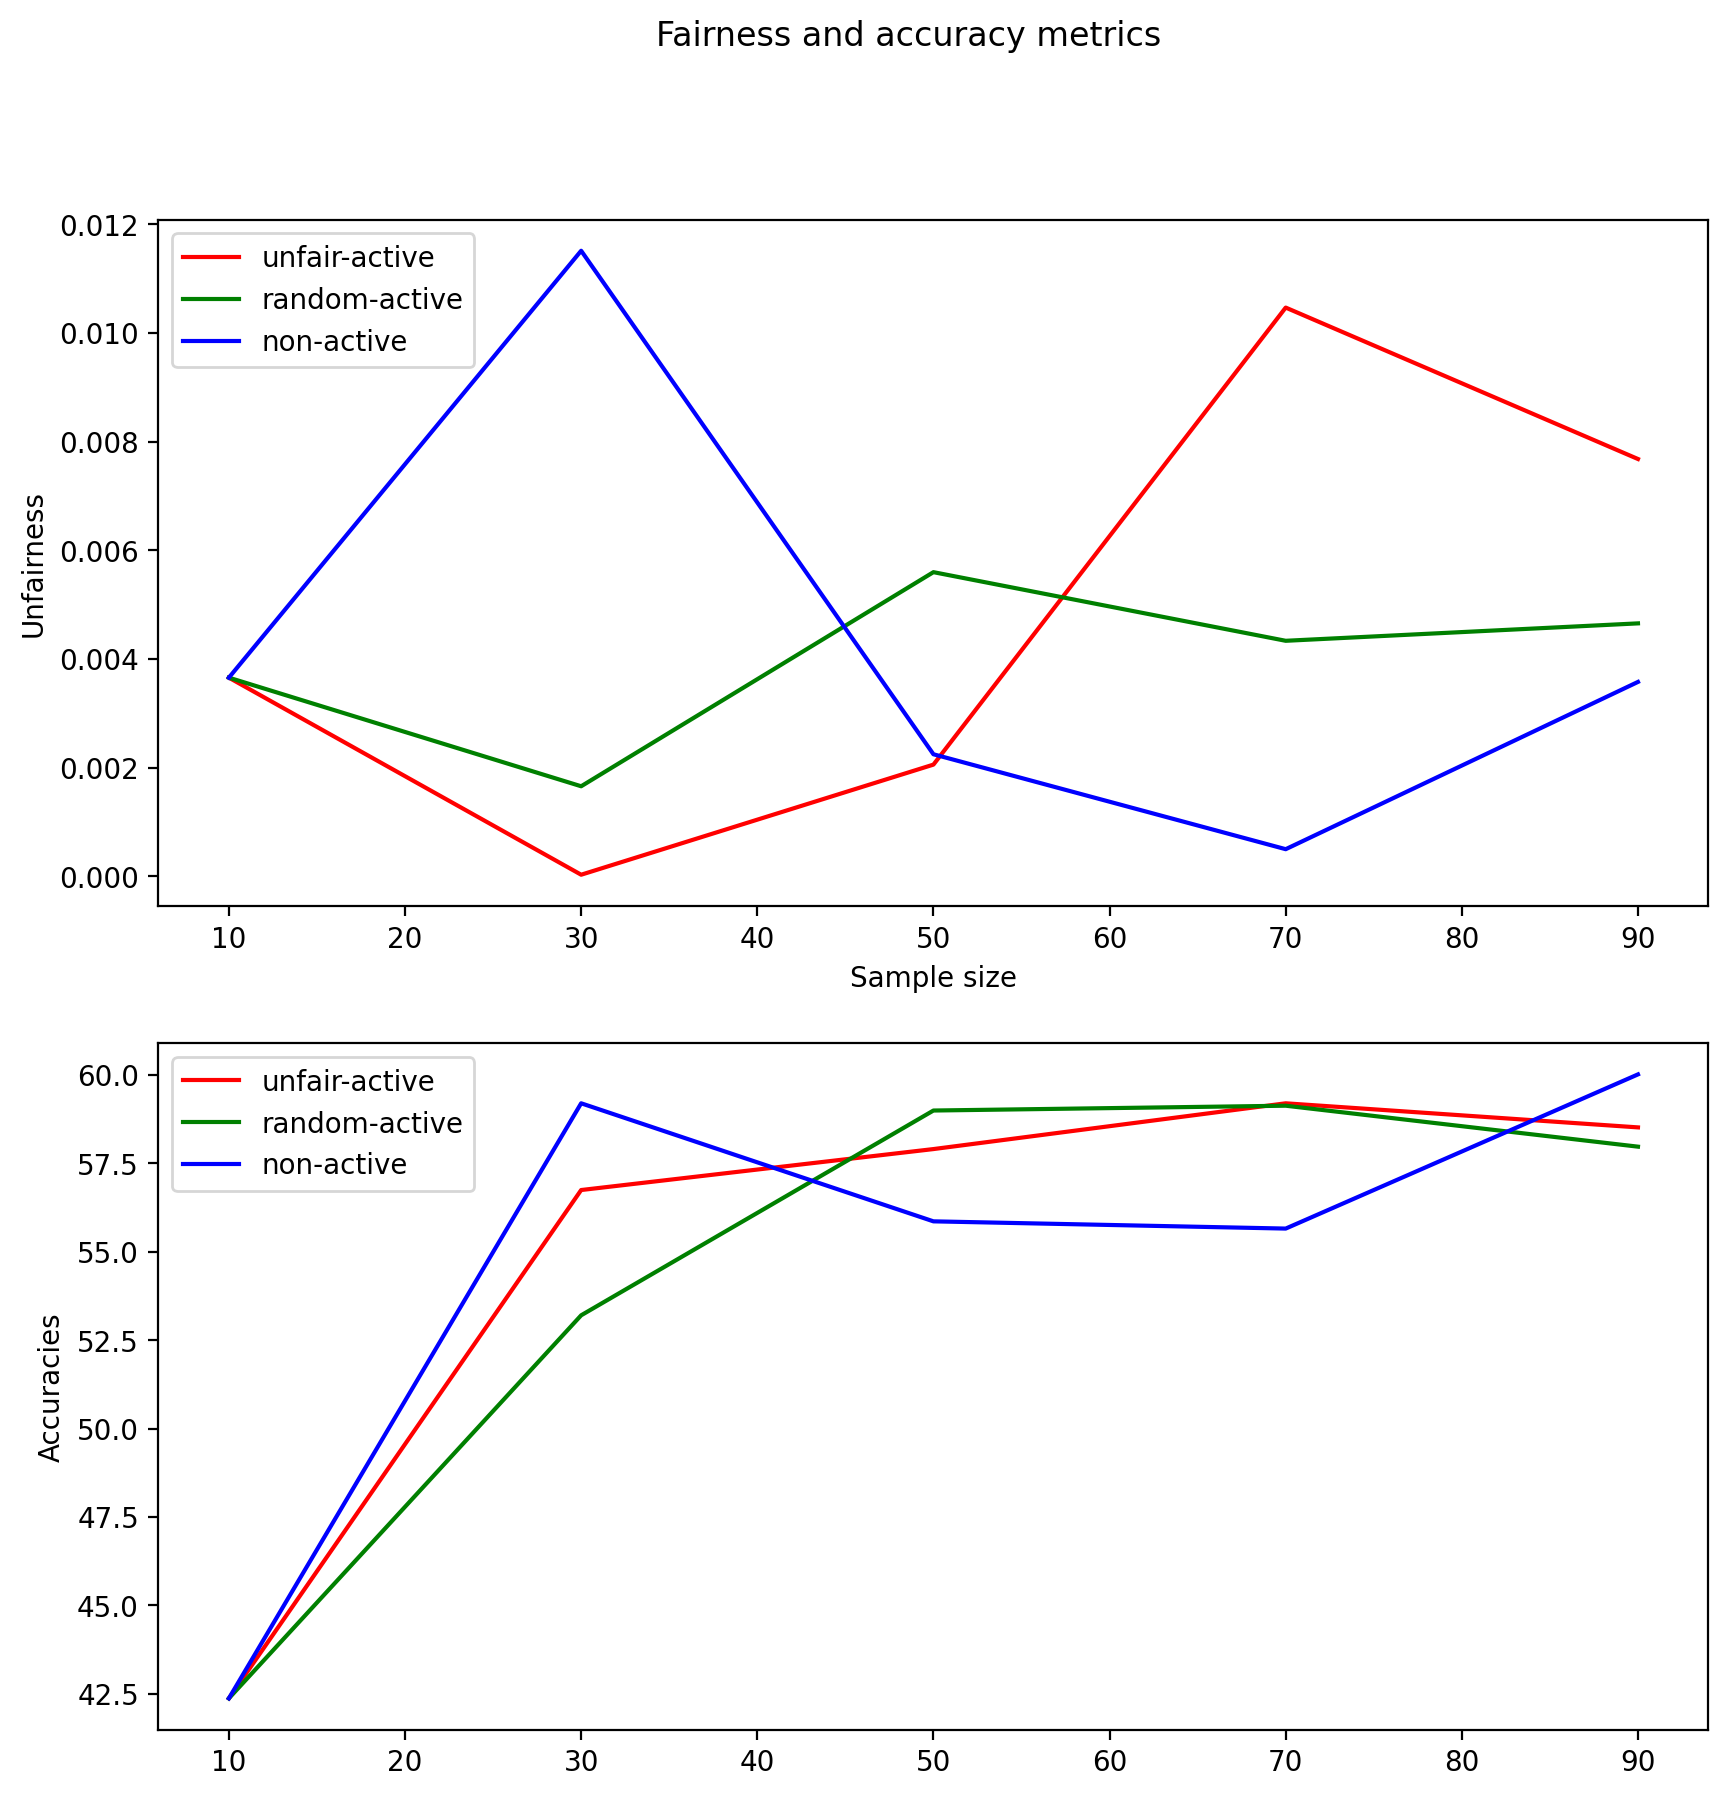 Fairness and accuracy metrics
0.012
0.010
0.008
0.006
0.004
0.002
0.000
Unfairness
unfair-active
random-active
non-active
10 20 30 40 50 60 70 80 90
Sample size
60.0
57.5
55.0
52.5
50.0
47.5
45.0
42.5
Accuracies
unfair-active
random-active
non-active
10 20 30 40 50 60 70 80 90